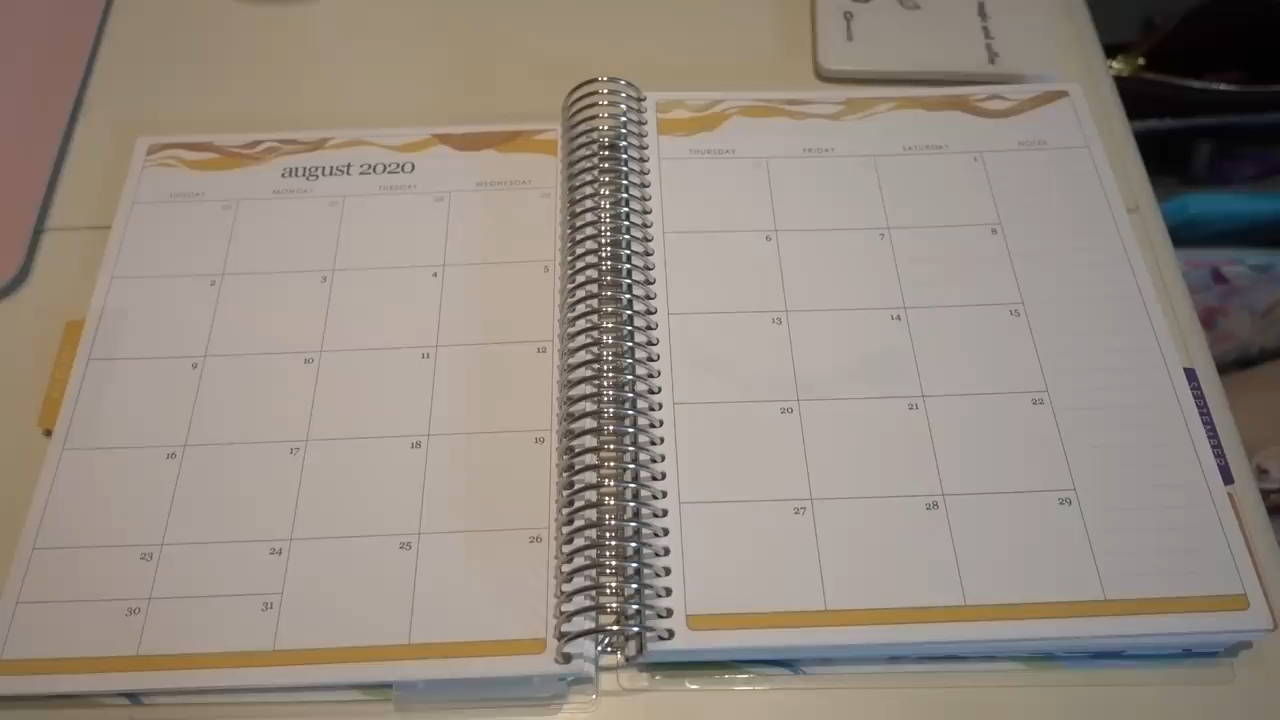 august 2020
SUNDAY MONDAY TUESDAY WEDNESDAY THURSDAY FRIDAY SATURDAY NOTES
1
2 3 4 5 6 7 8
9 10 11 12 13 14 15
16 17 18 19 20 21 22
23 24 25 26 27 28 29
30 31
SEPTEMBER